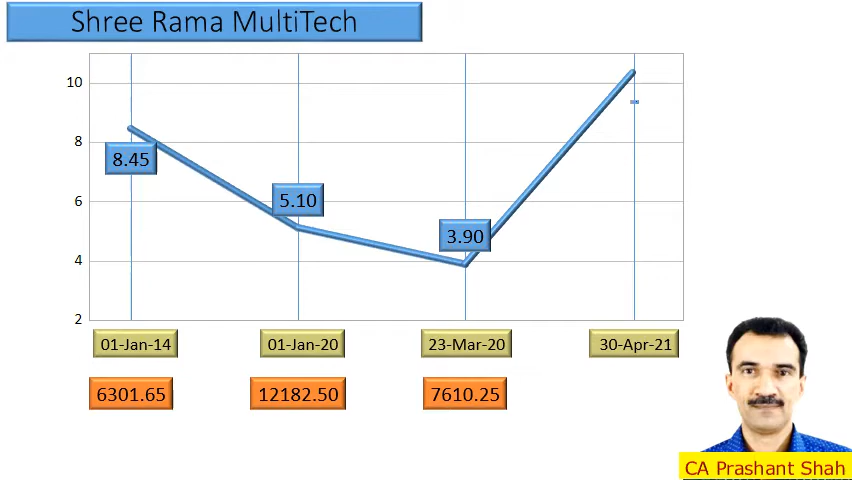 Shree Rama MultiTech
10
8
6
4
2
8.45
5.10
3.90
01-Jan-14 01-Jan-20 23-Mar-20 30-Apr-21
6301.65 12182.50 7610.25
CA Prashant Shah